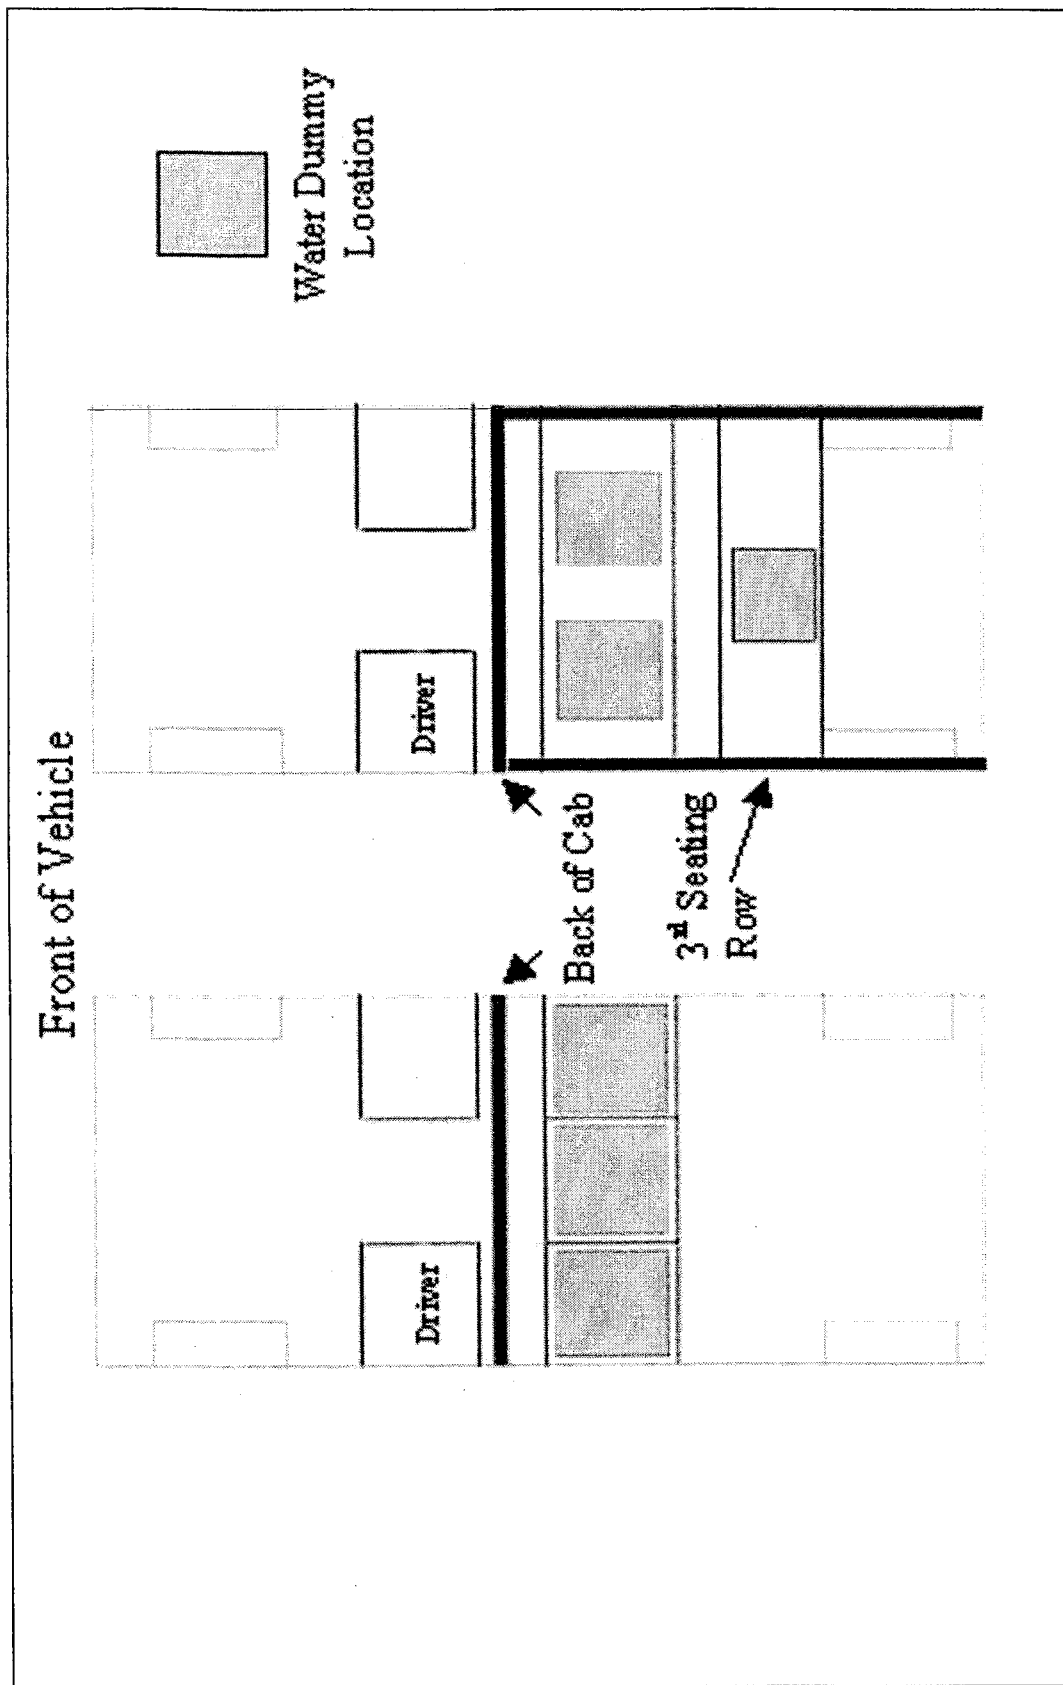 Front of Vehicle
Driver
Driver
Back of Cab
3rd Seating
Row
Water Dummy
Location